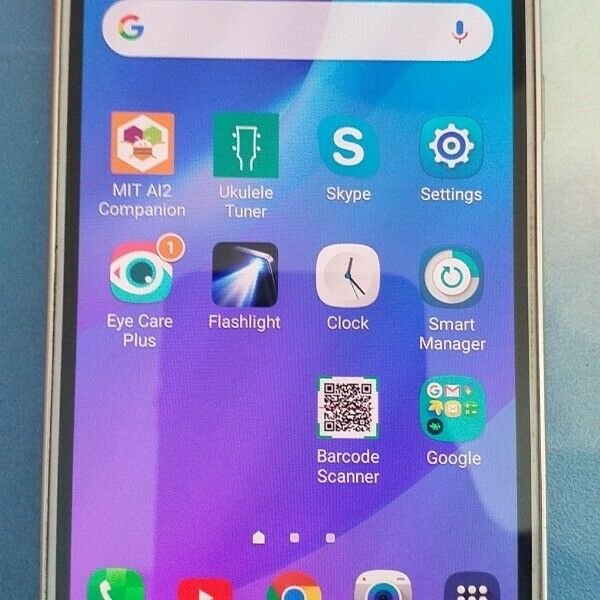 G
MIT AI2
Companion
Ukulele
Tuner
S
Skype
Settings
1
Eye Care
Plus
Flashlight
Clock
Smart
Manager
Barcode
Scanner
G
Google